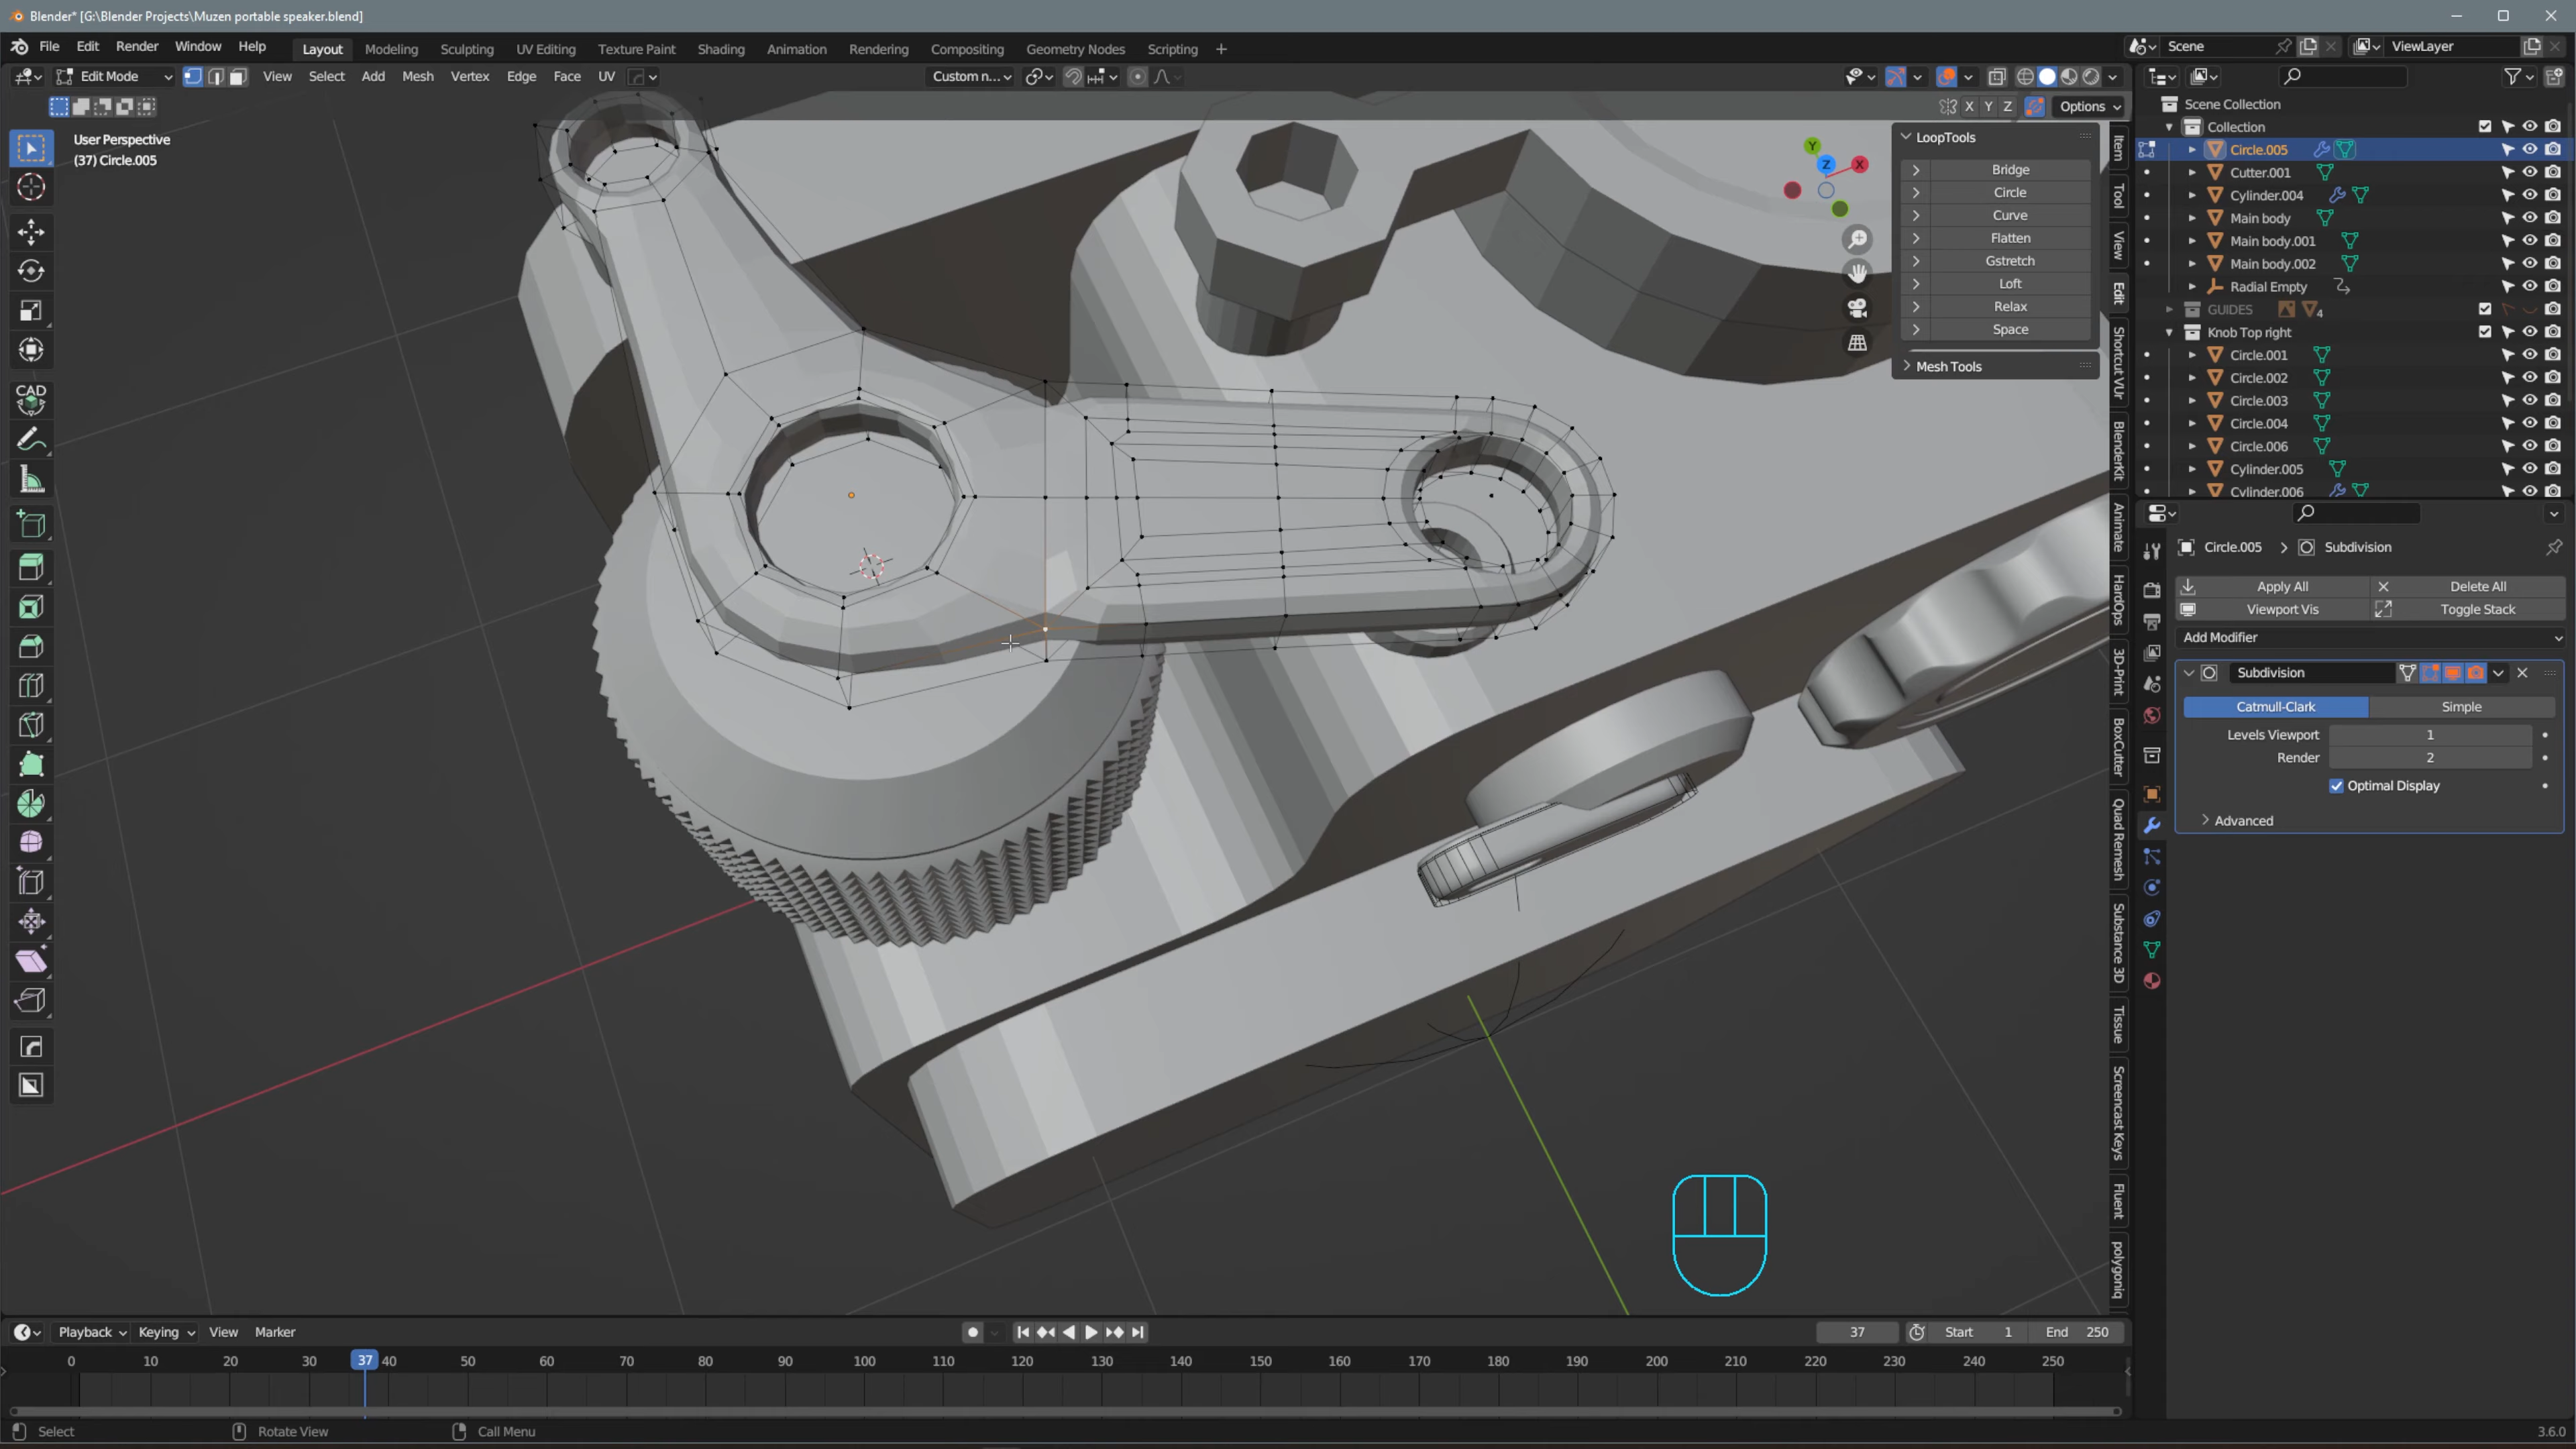 Blender* [G:\Blender Projects\Muzen portable speaker.blend]
File Edit Render Window Help Layout Modeling Sculpting UV Editing Texture Paint Shading Animation Rendering Compositing Geometry Nodes Scripting + Scene ViewLayer
Edit Mode View Select Add Mesh Vertex Edge Face UV Custom n...
X Y Z Options
User Perspective
(37) Circle.005
LoopTools
Bridge
Circle
Curve
Flatten
Gstretch
Loft
Relax
Space
Mesh Tools
Y
Z
X
CAD
Item
Tool
View
Edit
Shortcut VUr
BlenderKit
Animate
HardOps
3D-Print
BoxCutter
Quad Remesh
Substance 3D
Tissue
Screencast Keys
Fluent
polygoniq
Scene Collection
Collection
Circle.005
Cutter.001
Cylinder.004
Main body
Main body.001
Main body.002
Radial Empty
GUIDES 4
Knob Top right
Circle.001
Circle.002
Circle.003
Circle.004
Circle.006
Cylinder.005
Cylinder.006
Circle.005 > Subdivision
Apply All Delete All
Viewport Vis Toggle Stack
Add Modifier
Subdivision
Catmull-Clark Simple
Levels Viewport 1
Render 2
Optimal Display
Advanced
Playback Keying View Marker 37 Start 1 End 250
0 10 20 30 37 40 50 60 70 80 90 100 110 120 130 140 150 160 170 180 190 200 210 220 230 240 250
Select Rotate View Call Menu 3.6.0